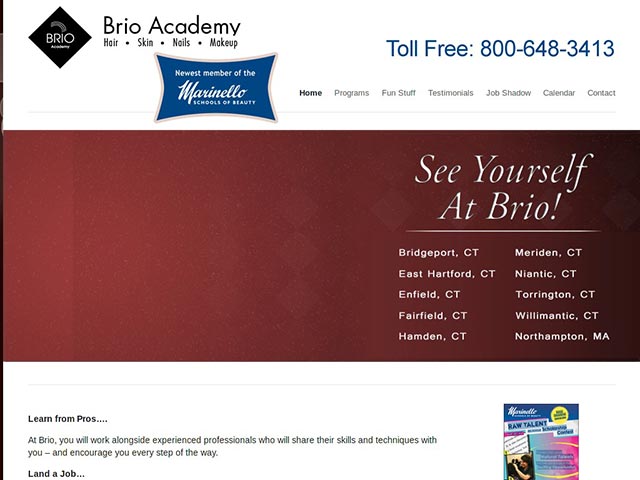 BRIO
Academy
Brio Academy
Hair • Skin • Nails • Makeup
Toll Free: 800-648-3413
Newest member of the
Marinello
SCHOOLS OF BEAUTY
Home Programs Fun Stuff Testimonials Job Shadow Calendar Contact
See Yourself
At Brio!
Bridgeport, CT Meriden, CT
East Hartford, CT Niantic, CT
Enfield, CT Torrington, CT
Fairfield, CT Willimantic, CT
Hamden, CT Northampton, MA
Learn from Pros….
At Brio, you will work alongside experienced professionals who will share their skills and techniques with
you – and encourage you every step of the way.
Land a Job…
Marinello
SCHOOLS OF BEAUTY
RAW TALENT